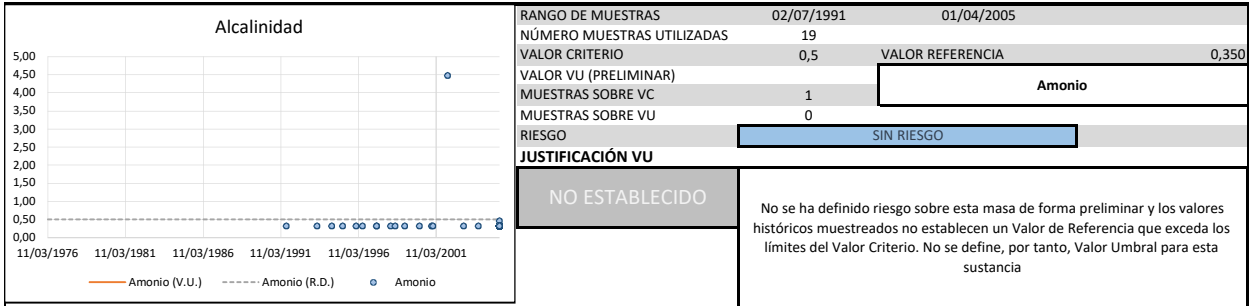 Alcalinidad
5,00
4,50
4,00
3,50
3,00
2,50
2,00
1,50
1,00
0,50
0,00
11/03/1976 11/03/1981 11/03/1986 11/03/1991 11/03/1996 11/03/2001
Amonio (V.U.) Amonio (R.D.) Amonio
RANGO DE MUESTRAS 02/07/1991 01/04/2005
NÚMERO MUESTRAS UTILIZADAS 19
VALOR CRITERIO 0,5 VALOR REFERENCIA 0,350
VALOR VU (PRELIMINAR)
Amonio
MUESTRAS SOBRE VC 1
MUESTRAS SOBRE VU 0
RIESGO SIN RIESGO
JUSTIFICACIÓN VU
NO ESTABLECIDO
No se ha definido riesgo sobre esta masa de forma preliminar y los valores
históricos muestreados no establecen un Valor de Referencia que exceda los
límites del Valor Criterio. No se define, por tanto, Valor Umbral para esta
sustancia